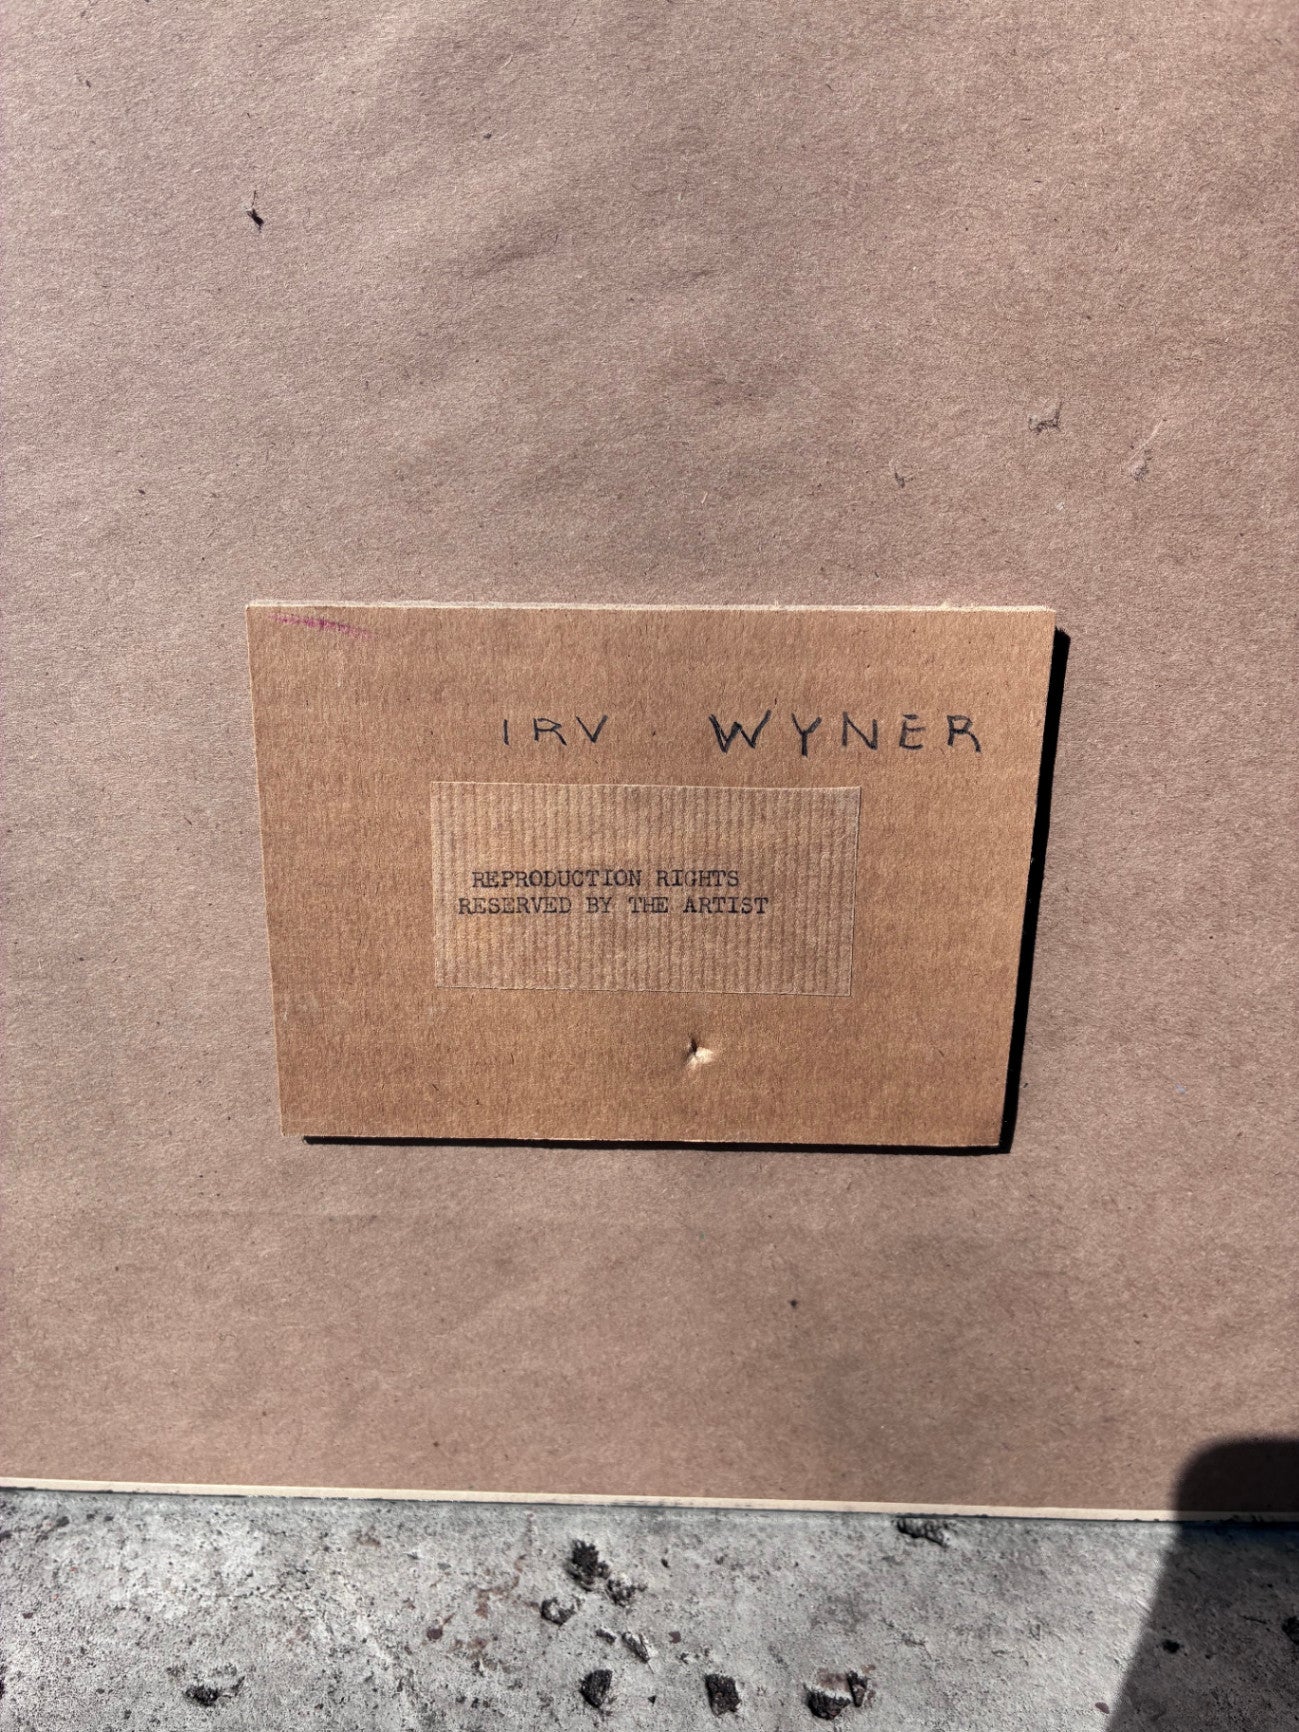 IRV. WYNER
REPRODUCTION RIGHTS
RESERVED BY THE ARTIST